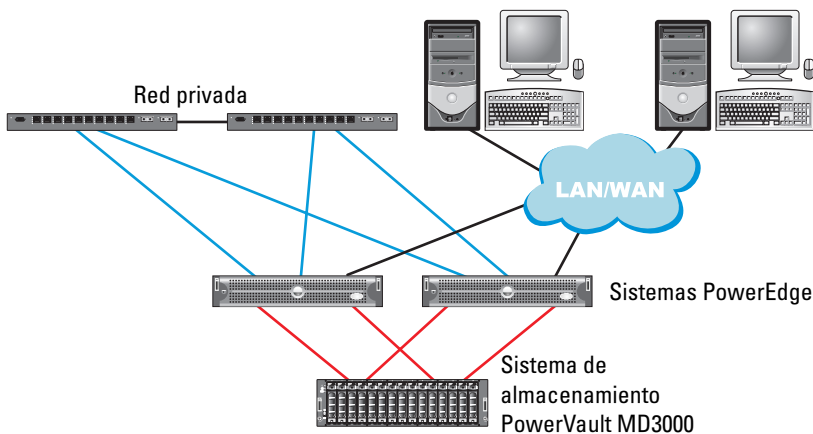 Red privada
LAN/WAN
Sistemas PowerEdge
Sistema de
almacenamiento
PowerVault MD3000